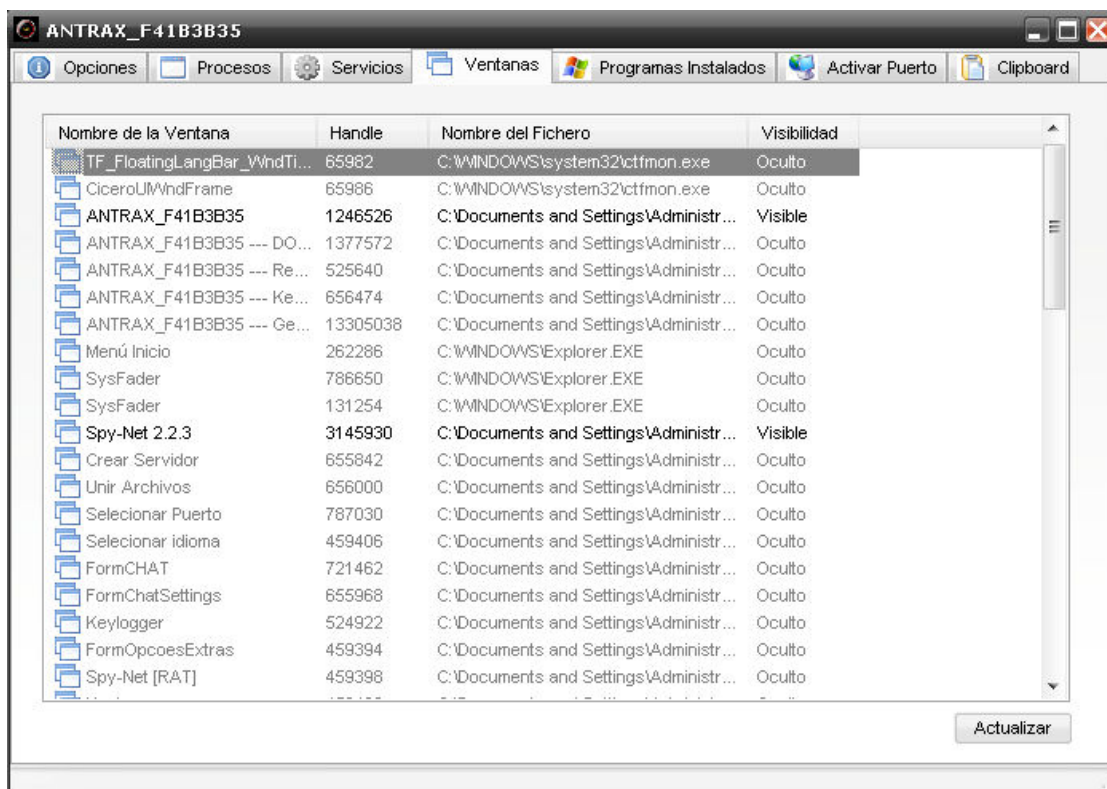 ANTRAX_F41B3B35
Opciones Procesos Servicios Ventanas Programas Instalados Activar Puerto Clipboard
Nombre de la Ventana Handle Nombre del Fichero Visibilidad
TF_FloatingLangBar_WndTi... 65982 C:\WINDOWS\system32\ctfmon.exe Oculto
CiceroUIWndFrame 65986 C:\WINDOWS\system32\ctfmon.exe Oculto
ANTRAX_F41B3B35 1246526 C:\Documents and Settings\Administr... Visible
ANTRAX_F41B3B35 --- DO... 1377572 C:\Documents and Settings\Administr... Oculto
ANTRAX_F41B3B35 --- Re... 525640 C:\Documents and Settings\Administr... Oculto
ANTRAX_F41B3B35 --- Ke... 656474 C:\Documents and Settings\Administr... Oculto
ANTRAX_F41B3B35 --- Ge... 13305038 C:\Documents and Settings\Administr... Oculto
Menú Inicio 262286 C:\WINDOWS\Explorer.EXE Oculto
SysFader 786650 C:\WINDOWS\Explorer.EXE Oculto
SysFader 131254 C:\WINDOWS\Explorer.EXE Oculto
Spy-Net 2.2.3 3145930 C:\Documents and Settings\Administr... Visible
Crear Servidor 655842 C:\Documents and Settings\Administr... Oculto
Unir Archivos 656000 C:\Documents and Settings\Administr... Oculto
Selecionar Puerto 787030 C:\Documents and Settings\Administr... Oculto
Selecionar idioma 459406 C:\Documents and Settings\Administr... Oculto
FormCHAT 721462 C:\Documents and Settings\Administr... Oculto
FormChatSettings 655968 C:\Documents and Settings\Administr... Oculto
Keylogger 524922 C:\Documents and Settings\Administr... Oculto
FormOpcoesExtras 459394 C:\Documents and Settings\Administr... Oculto
Spy-Net [RAT] 459398 C:\Documents and Settings\Administr... Oculto
Actualizar